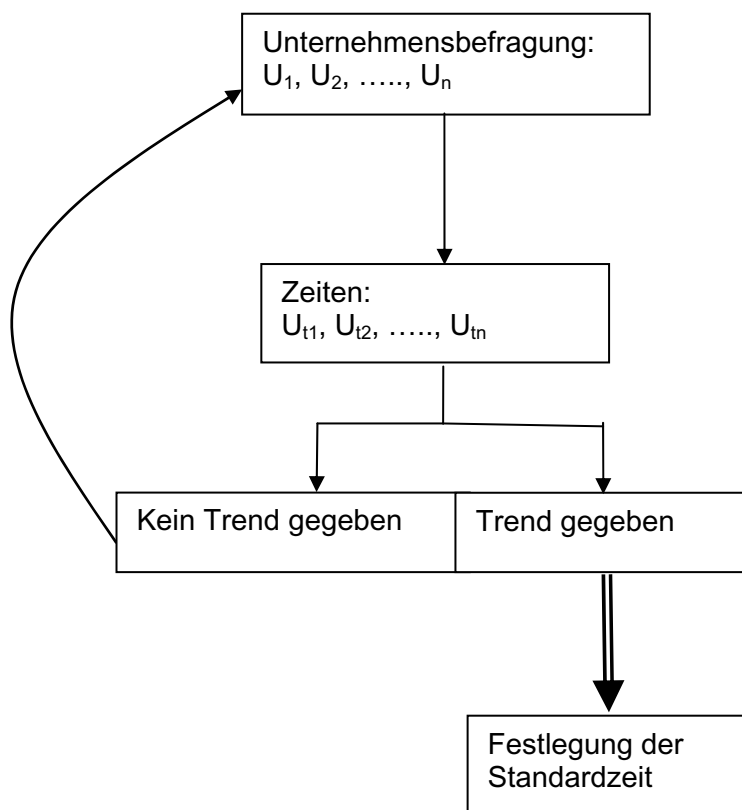 Unternehmensbefragung:
U₁, U₂, ….., Uₙ
Zeiten:
Uₜ₁, Uₜ₂, ….., Uₜₙ
Kein Trend gegeben
Trend gegeben
Festlegung der
Standardzeit